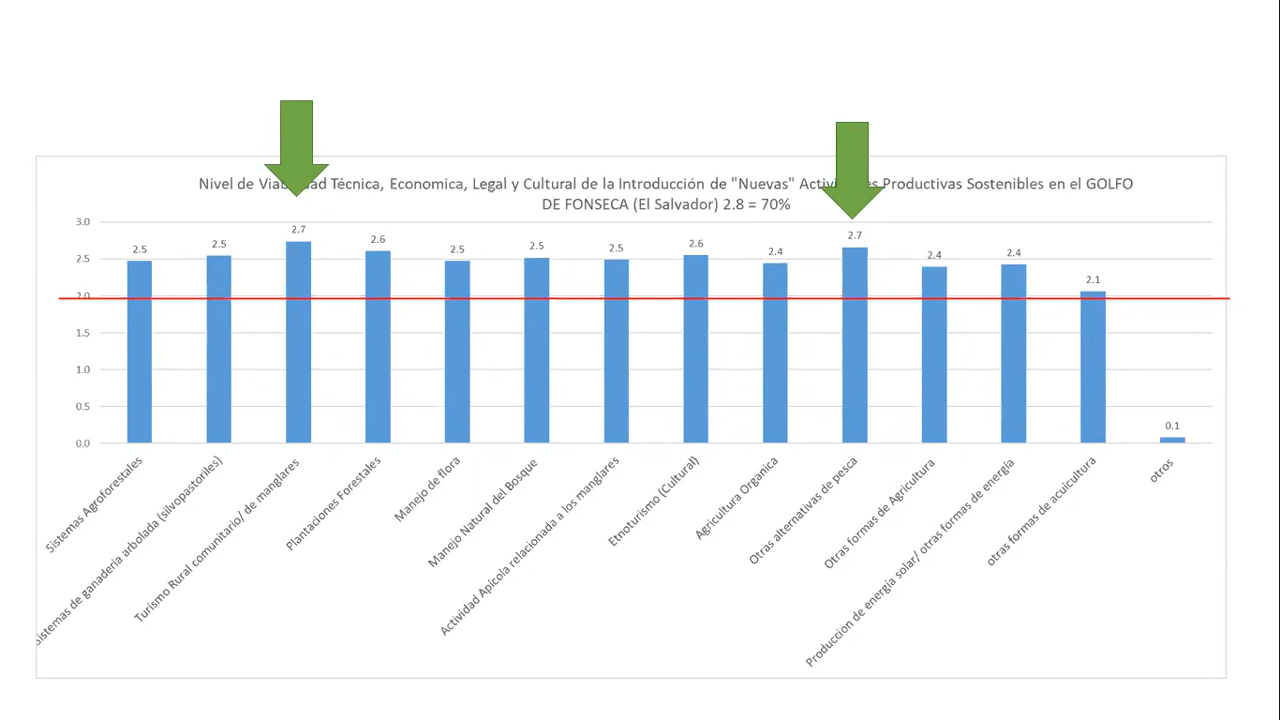 Nivel de Viabilidad Técnica, Economica, Legal y Cultural de la Introducción de "Nuevas" Actividades Productivas Sostenibles en el GOLFO
DE FONSECA (El Salvador) 2.8 = 70%
3.0
2.5
2.0
1.5
1.0
0.5
0.0
2.5
2.5
2.7
2.6
2.5
2.5
2.5
2.6
2.4
2.7
2.4
2.4
2.1
0.1
Sistemas Agroforestales
Sistemas de ganaderia arbolada (silvopastoriles)
Turismo Rural comunitario/ de manglares
Plantaciones Forestales
Manejo de flora
Manejo Natural del Bosque
Actividad Apícola relacionada a los manglares
Etnoturismo (Cultural)
Agricultura Organica
Otras alternativas de pesca
Otras formas de Agricultura
Produccion de energía solar/ otras formas de energía
otras formas de acuicultura
otros